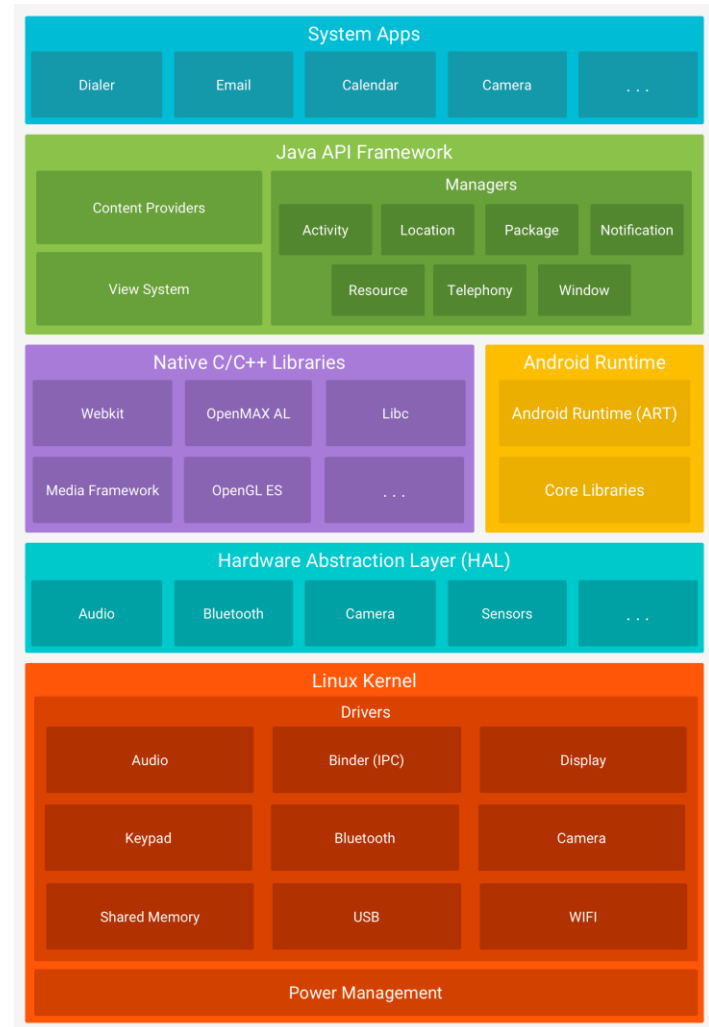 System Apps
Dialer
Email
Calendar
Camera
. . .
Java API Framework
Content Providers
View System
Managers
Activity
Location
Package
Notification
Resource
Telephony
Window
Native C/C++ Libraries
Webkit
OpenMAX AL
Libc
Media Framework
OpenGL ES
. . .
Android Runtime
Android Runtime (ART)
Core Libraries
Hardware Abstraction Layer (HAL)
Audio
Bluetooth
Camera
Sensors
. . .
Linux Kernel
Drivers
Audio
Binder (IPC)
Display
Keypad
Bluetooth
Camera
Shared Memory
USB
WIFI
Power Management